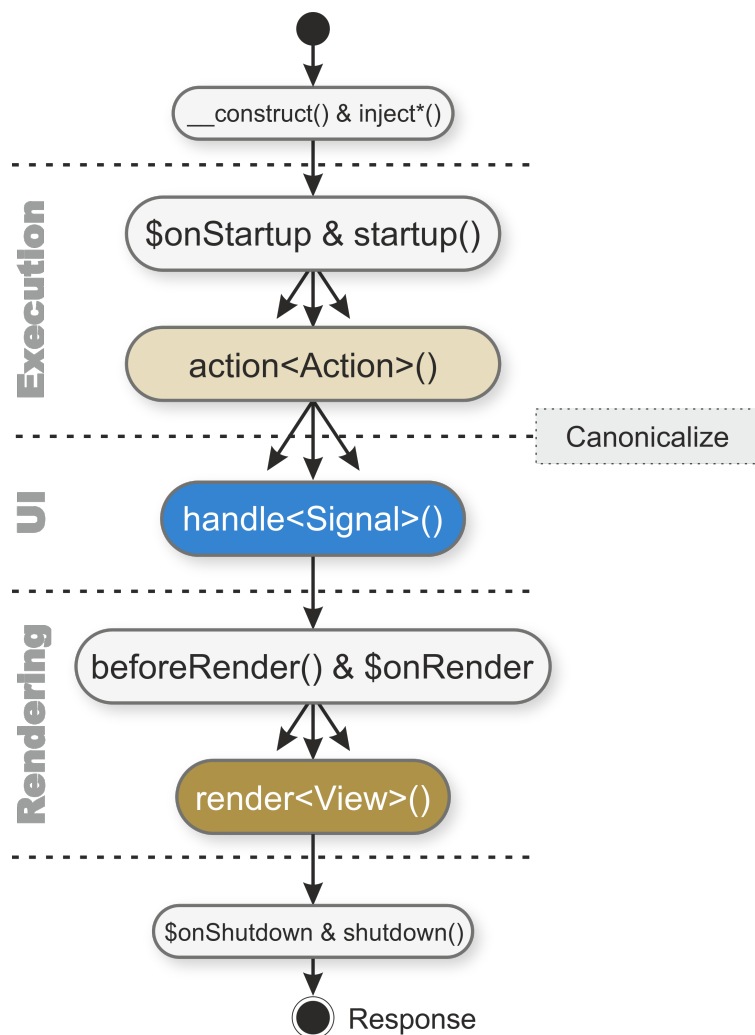 __construct() & inject*()
Execution
$onStartup & startup()
action<Action>()
Canonicalize
UI
handle<Signal>()
Rendering
beforeRender() & $onRender
render<View>()
$onShutdown & shutdown()
Response